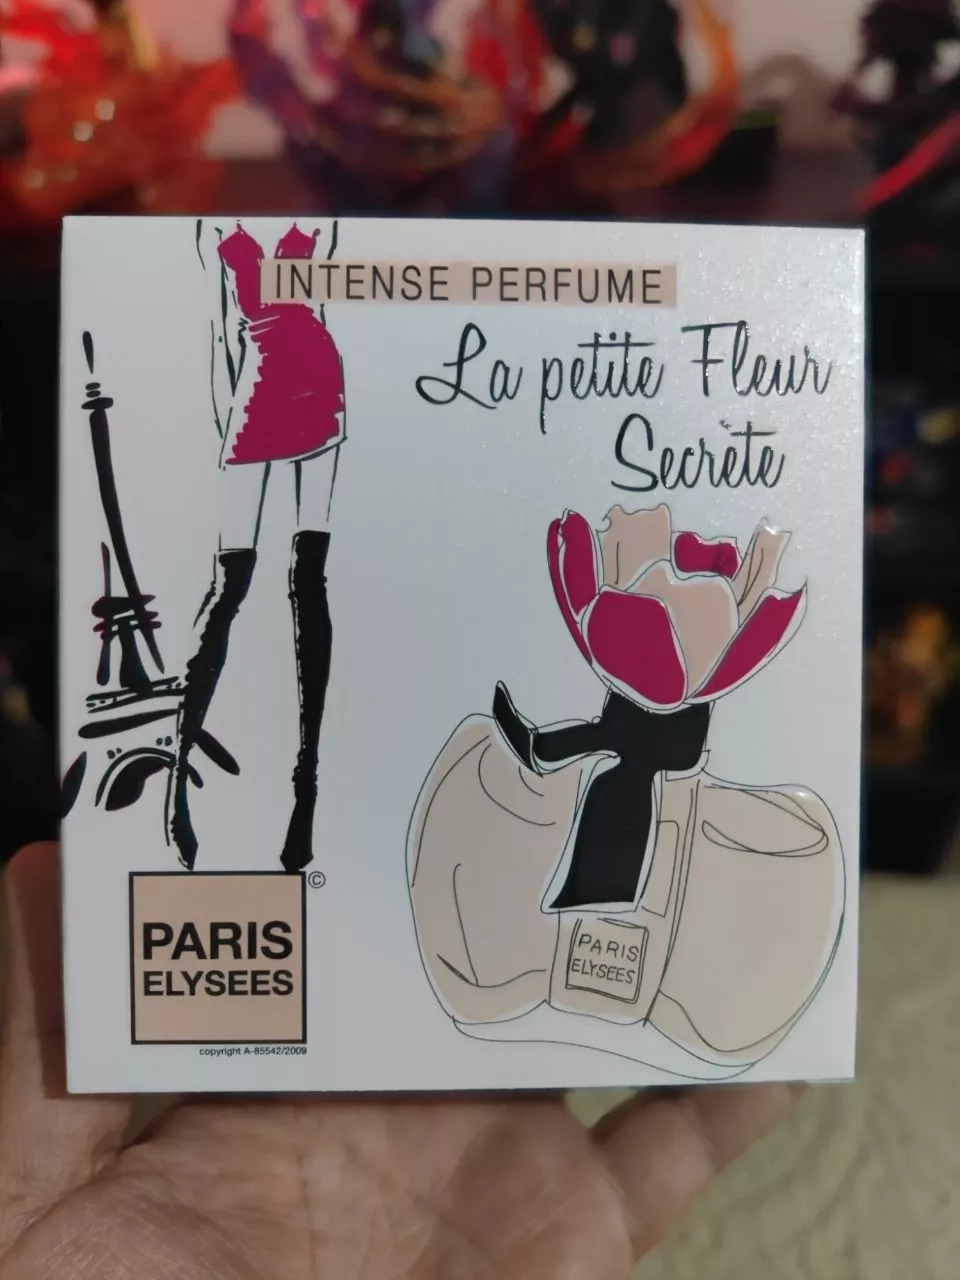 INTENSE PERFUME
La petite Fleur
Secrète
PARIS
ELYSEES
©
copyright A-85542/2009
PARIS
ELYSEES